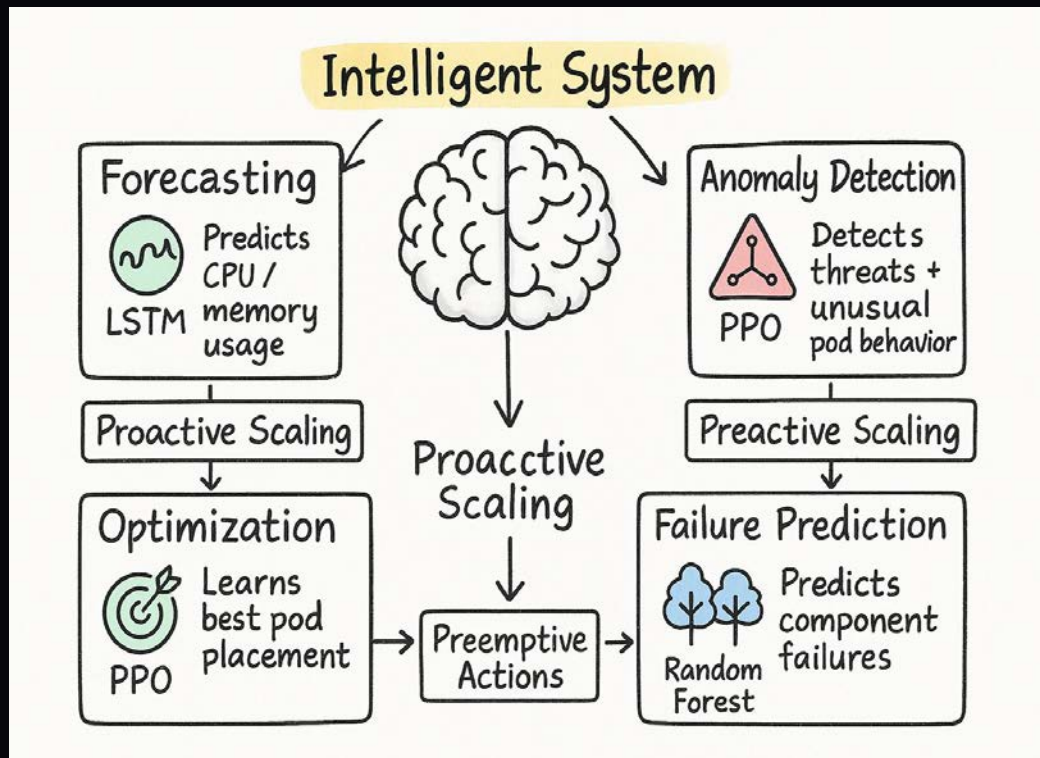 Intelligent System
Forecasting
LSTM
Predicts
CPU /
memory
usage
Anomaly Detection
PPO
Detects
threats +
unusual
pod behavior
Proactive Scaling
Proacctive
Scaling
Preactive Scaling
Optimization
PPO
Learns
best pod
placement
Preemptive
Actions
Failure Prediction
Random
Forest
Predicts
component
failures